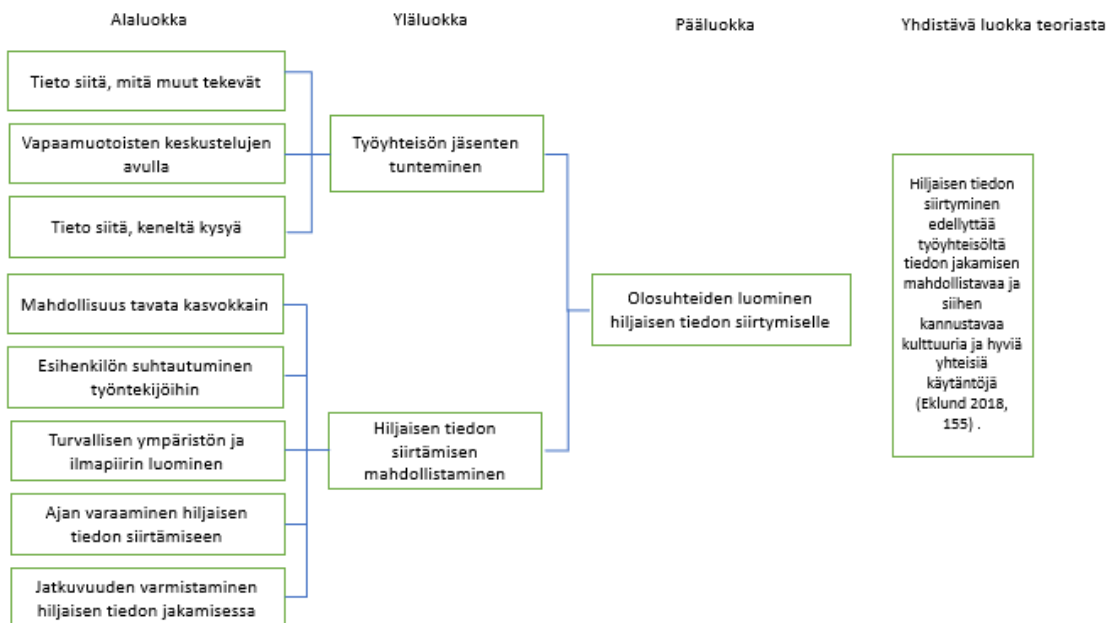 Alaluokka
Yläluokka
Pääluokka
Yhdistävä luokka teoriasta
Tieto siitä, mitä muut tekevät
Vapaamuotoisten keskustelujen
avulla
Tieto siitä, keneltä kysyä
Mahdollisuus tavata kasvokkain
Esihenkilön suhtautuminen
työntekijöihin
Turvallisen ympäristön ja
ilmapiirin luominen
Ajan varaaminen hiljaisen
tiedon siirtämiseen
Jatkuvuuden varmistaminen
hiljaisen tiedon jakamisessa
Työyhteisön jäsenten
tunteminen
Hiljaisen tiedon
siirtämisen
mahdollistaminen
Olosuhteiden luominen
hiljaisen tiedon siirtymiselle
Hiljaisen tiedon
siirtyminen
edellyttää
työyhteisöltä
tiedon jakamisen
mahdollistavaa ja
siihen
kannustavaa
kulttuuria ja hyviä
yhteisiä
käytäntöjä
(Eklund 2018,
155) .